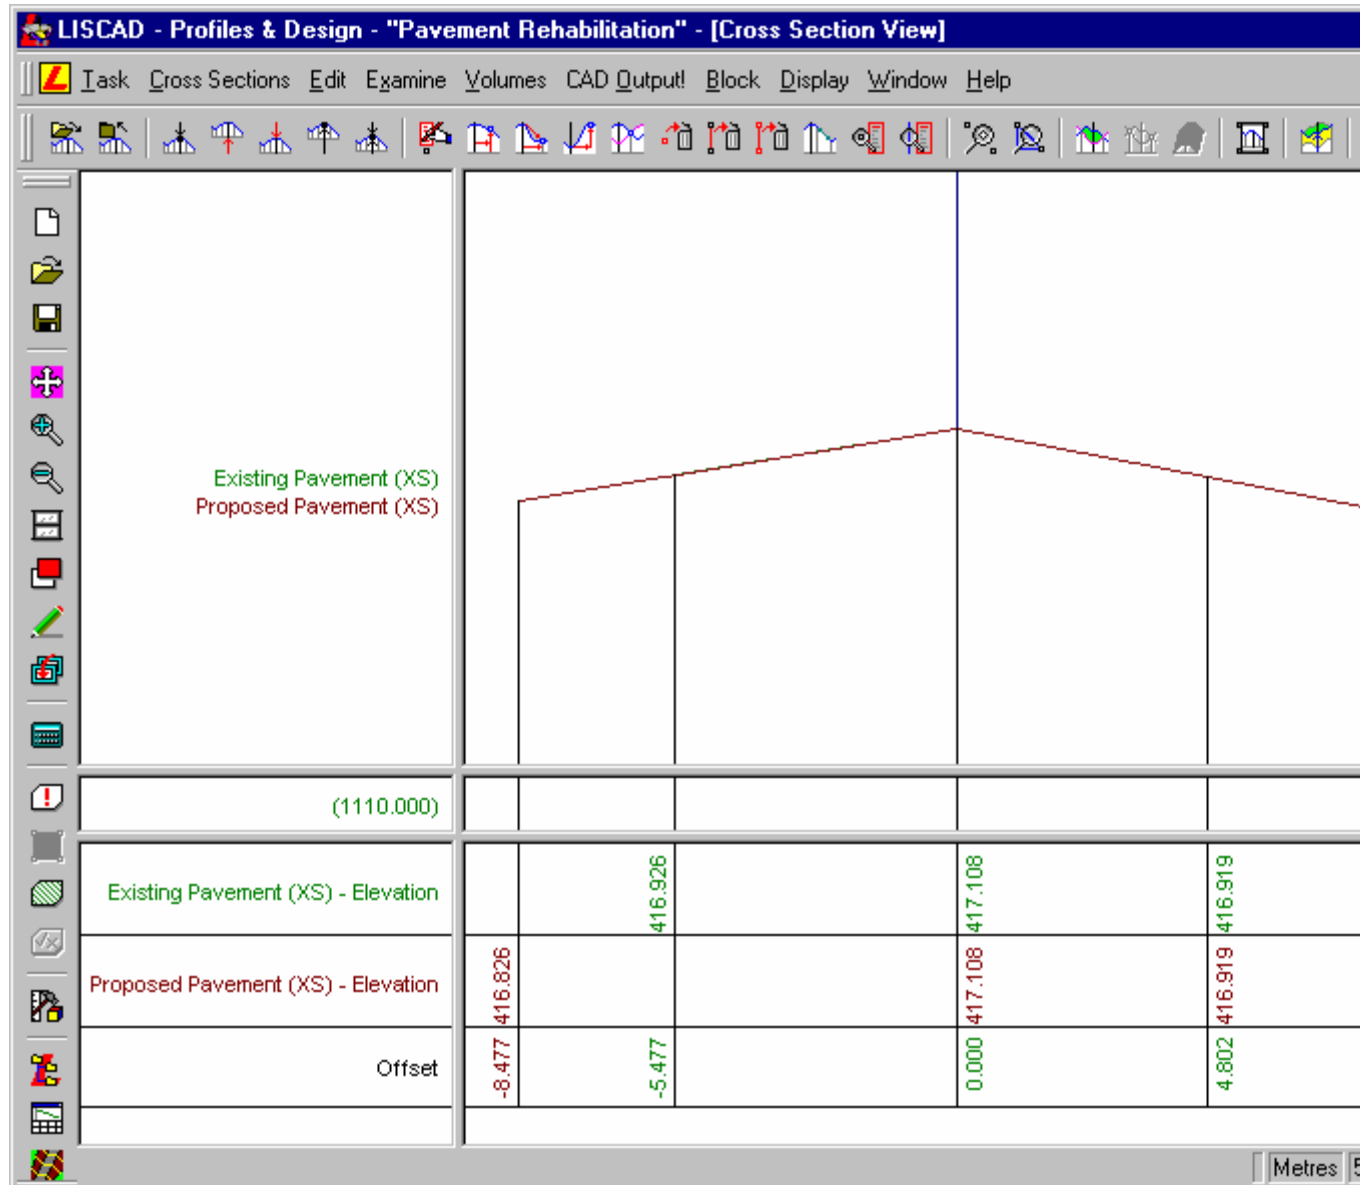 LISCAD - Profiles & Design - "Pavement Rehabilitation" - [Cross Section View]
Task Cross Sections Edit Examine Volumes CAD Output! Block Display Window Help
Existing Pavement (XS)
Proposed Pavement (XS)
(1110.000)
Existing Pavement (XS) - Elevation 416.926 417.108 416.919
Proposed Pavement (XS) - Elevation 416.826 417.108 416.919
Offset -8.477 -5.477 0.000 4.802
Metres 5